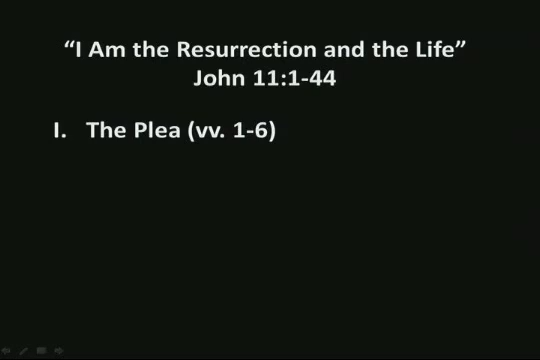 “I Am the Resurrection and the Life”
John 11:1-44
I. The Plea (vv. 1-6)